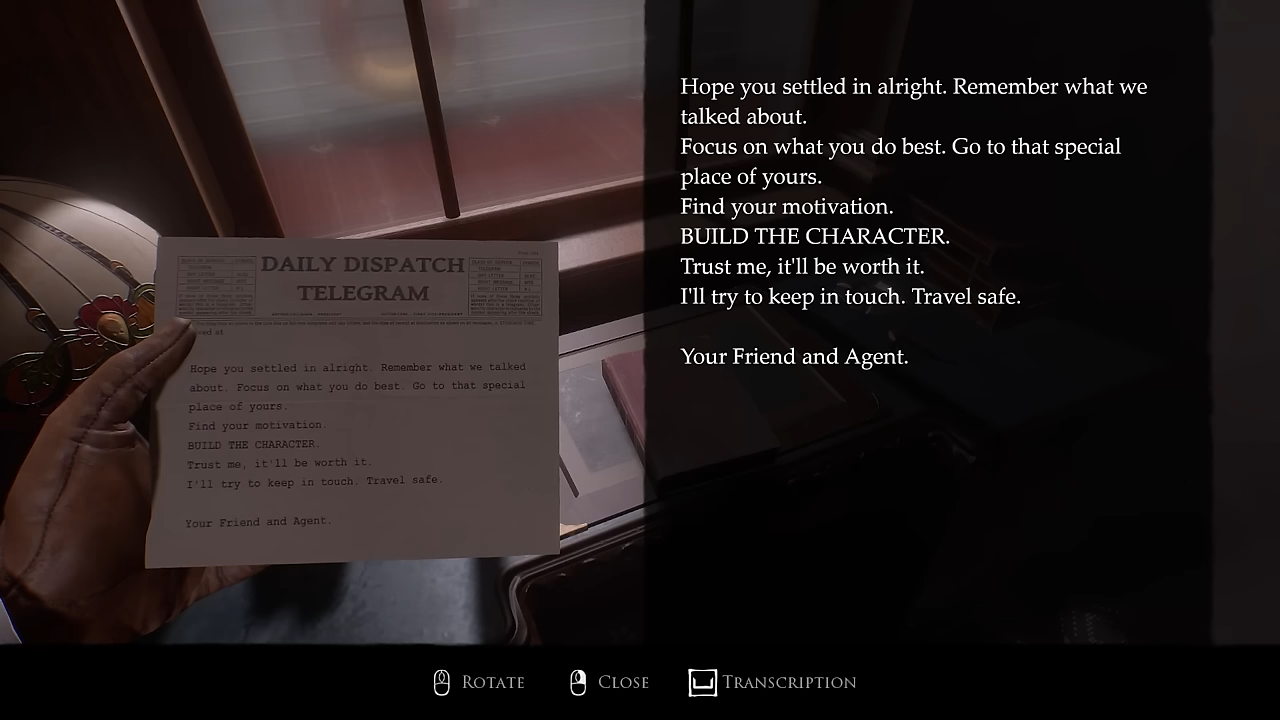 DAILY DISPATCH
TELEGRAM
Hope you settled in alright. Remember what we talked
about. Focus on what you do best. Go to that special
place of yours.
Find your motivation.
BUILD THE CHARACTER.
Trust me, it'll be worth it.
I'll try to keep in touch. Travel safe.
Your Friend and Agent.
Hope you settled in alright. Remember what we
talked about.
Focus on what you do best. Go to that special
place of yours.
Find your motivation.
BUILD THE CHARACTER.
Trust me, it'll be worth it.
I'll try to keep in touch. Travel safe.
Your Friend and Agent.
ROTATE CLOSE TRANSCRIPTION